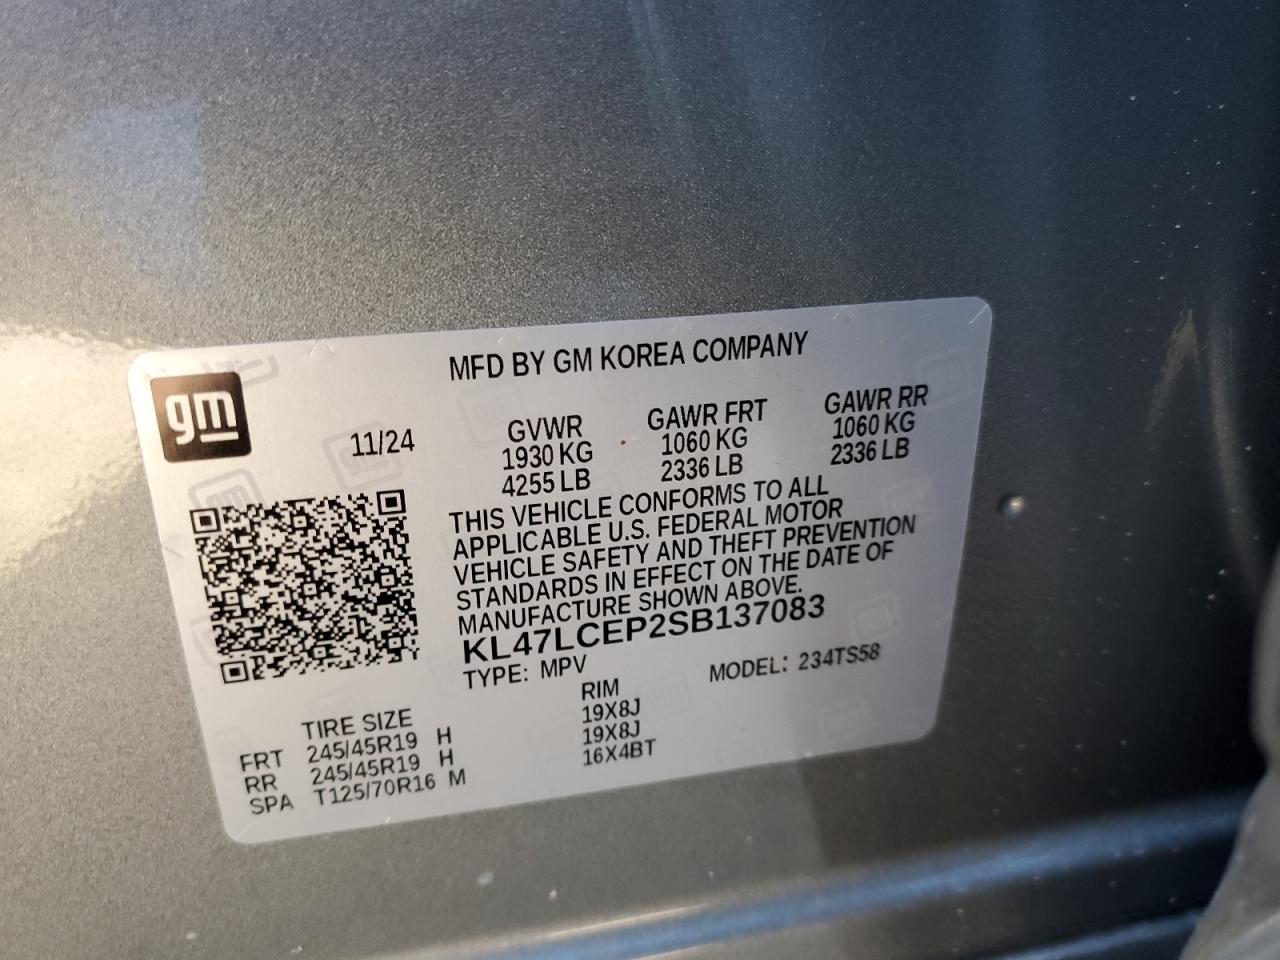 MFD BY GM KOREA COMPANY
gm
11/24
GVWR GAWR FRT GAWR RR
1930 KG 1060 KG 1060 KG
4255 LB 2336 LB 2336 LB
THIS VEHICLE CONFORMS TO ALL
APPLICABLE U.S. FEDERAL MOTOR
VEHICLE SAFETY AND THEFT PREVENTION
STANDARDS IN EFFECT ON THE DATE OF
MANUFACTURE SHOWN ABOVE.
KL47LCEP2SB137083
TYPE: MPV MODEL: 234TS58
TIRE SIZE RIM
FRT 245/45R19 H 19X8J
RR 245/45R19 H 19X8J
SPA T125/70R16 M 16X4BT